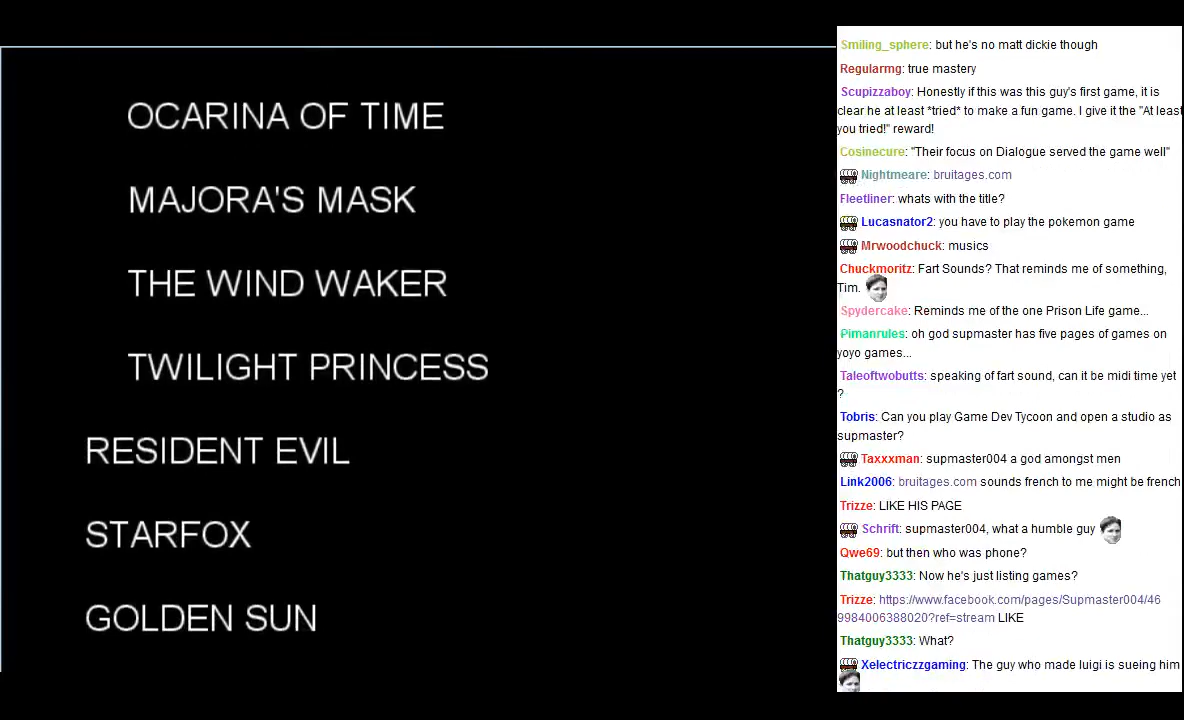 OCARINA OF TIME
MAJORA'S MASK
THE WIND WAKER
TWILIGHT PRINCESS
RESIDENT EVIL
STARFOX
GOLDEN SUN
Smiling_sphere: but he's no matt dickie though
Regularmg: true mastery
Scupizzaboy: Honestly if this was this guy's first game, it is
clear he at least *tried* to make a fun game. I give it the "At least
you tried!" reward!
Cosinecure: "Their focus on Dialogue served the game well"
Nightmeare: bruitages.com
Fleetliner: whats with the title?
Lucasnator2: you have to play the pokemon game
Mrwoodchuck: musics
Chuckmoritz: Fart Sounds? That reminds me of something,
Tim.
Spydercake: Reminds me of the one Prison Life game...
Pimanrules: oh god supmaster has five pages of games on
yoyo games...
Taleoftwobutts: speaking of fart sound, can it be midi time yet
?
Tobris: Can you play Game Dev Tycoon and open a studio as
supmaster?
Taxxxman: supmaster004 a god amongst men
Link2006: bruitages.com sounds french to me might be french
Trizze: LIKE HIS PAGE
Schrift: supmaster004, what a humble guy
Qwe69: but then who was phone?
Thatguy3333: Now he's just listing games?
Trizze: https://www.facebook.com/pages/Supmaster004/46
9984006388020?ref=stream LIKE
Thatguy3333: What?
Xelectriczzgaming: The guy who made luigi is sueing him